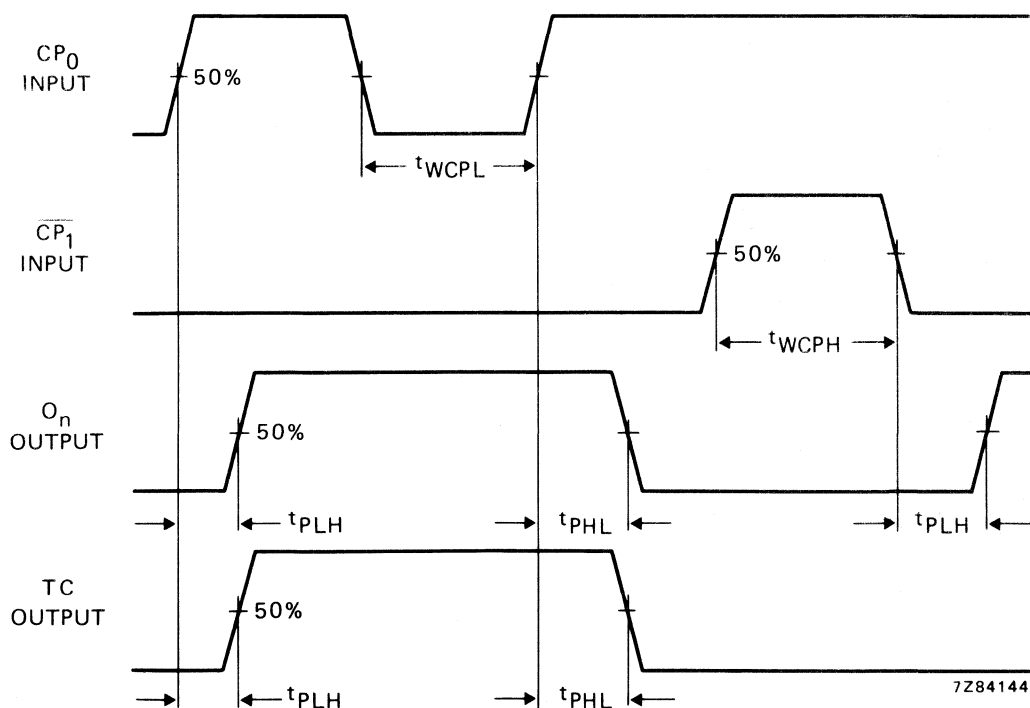 CP0
INPUT
50%
tWCPL
CP1
INPUT
50%
tWCPH
On
OUTPUT
50%
tPLH
tPHL
tPLH
TC
OUTPUT
50%
tPLH
tPHL
7Z84144